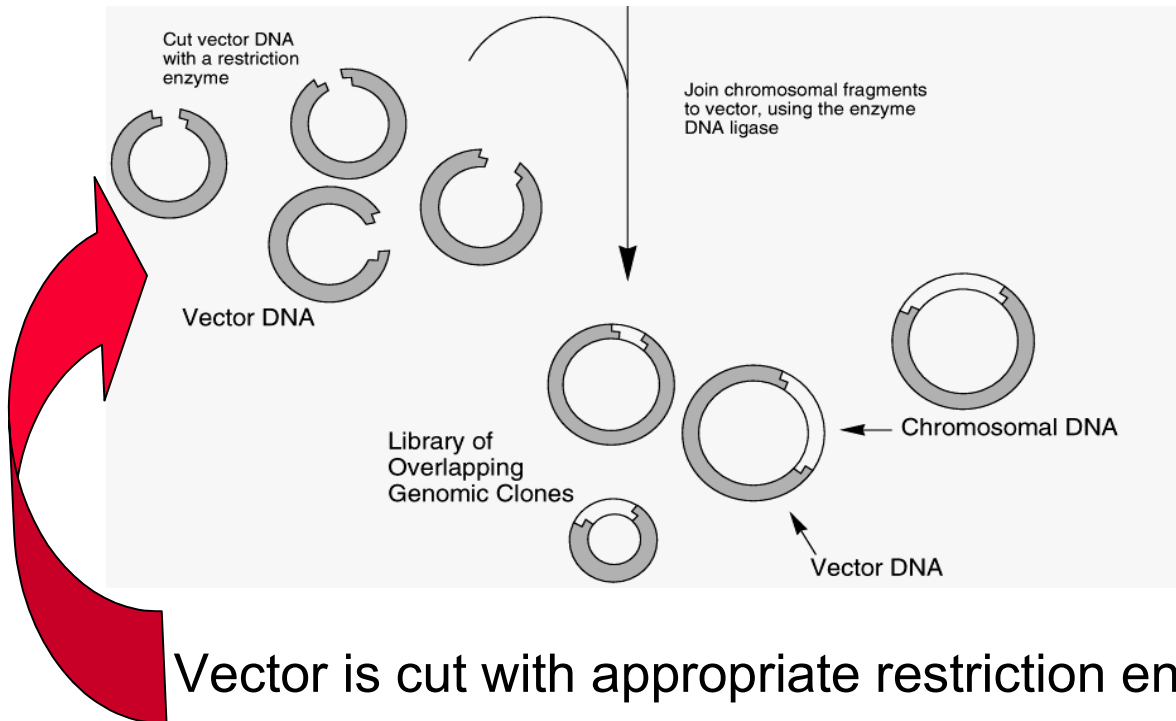 Cut vector DNA
with a restriction
enzyme
Join chromosomal fragments
to vector, using the enzyme
DNA ligase
Vector DNA
Chromosomal DNA
Library of
Overlapping
Genomic Clones
Vector DNA
Vector is cut with appropriate restriction en